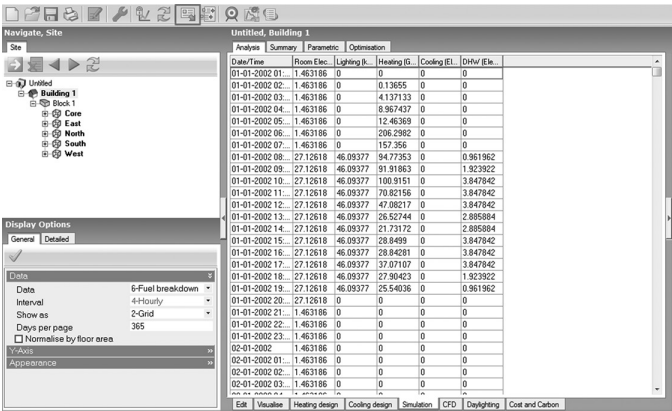 Navigate, Site
Site
Untitled
Building 1
Block 1
Core
East
North
South
West
Display Options
General Detailed
Data
Data 6-Fuel breakdown
Interval 4-Hourly
Show as 2-Grid
Days per page 365
Normalise by floor area
Y-Axis
Appearance
Untitled, Building 1
Analysis Summary Parametric Optimisation
Date/Time Room Elec... Lighting (k... Heating (G... Cooling (El... DHW (Ele...
01-01-2002 01:... 1.463186 0 0 0 0
01-01-2002 02:... 1.463186 0 0.13655 0 0
01-01-2002 03:... 1.463186 0 4.137133 0 0
01-01-2002 04:... 1.463186 0 8.967437 0 0
01-01-2002 05:... 1.463186 0 12.46369 0 0
01-01-2002 06:... 1.463186 0 206.2982 0 0
01-01-2002 07:... 1.463186 0 157.356 0 0
01-01-2002 08:... 27.12618 46.09377 94.77353 0 0.961962
01-01-2002 09:... 27.12618 46.09377 91.91863 0 1.923922
01-01-2002 10:... 27.12618 46.09377 100.9151 0 3.847842
01-01-2002 11:... 27.12618 46.09377 70.82156 0 3.847842
01-01-2002 12:... 27.12618 46.09377 47.08217 0 3.847842
01-01-2002 13:... 27.12618 46.09377 26.52744 0 2.885884
01-01-2002 14:... 27.12618 46.09377 21.73172 0 2.885884
01-01-2002 15:... 27.12618 46.09377 28.8499 0 3.847842
01-01-2002 16:... 27.12618 46.09377 28.84281 0 3.847842
01-01-2002 17:... 27.12618 46.09377 37.07107 0 3.847842
01-01-2002 18:... 27.12618 46.09377 27.90423 0 1.923922
01-01-2002 19:... 27.12618 46.09377 25.54036 0 0.961962
01-01-2002 20:... 27.12618 0 0 0 0
01-01-2002 21:... 1.463186 0 0 0 0
01-01-2002 22:... 1.463186 0 0 0 0
01-01-2002 23:... 1.463186 0 0 0 0
02-01-2002 1.463186 0 0 0 0
02-01-2002 01:... 1.463186 0 0 0 0
02-01-2002 02:... 1.463186 0 0 0 0
02-01-2002 03:... 1.463186 0 0 0 0
Edit Visualise Heating design Cooling design Simulation CFD Daylighting Cost and Carbon